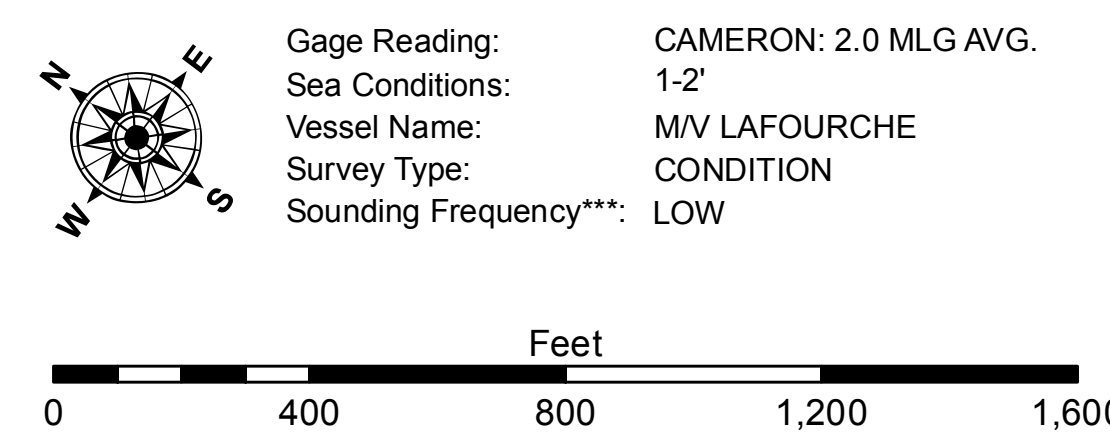 N
E
W
S
Gage Reading: CAMERON: 2.0 MLG AVG.
Sea Conditions: 1-2'
Vessel Name: M/V LAFOURCHE
Survey Type: CONDITION
Sounding Frequency***: LOW
Feet
0 400 800 1,200 1,600